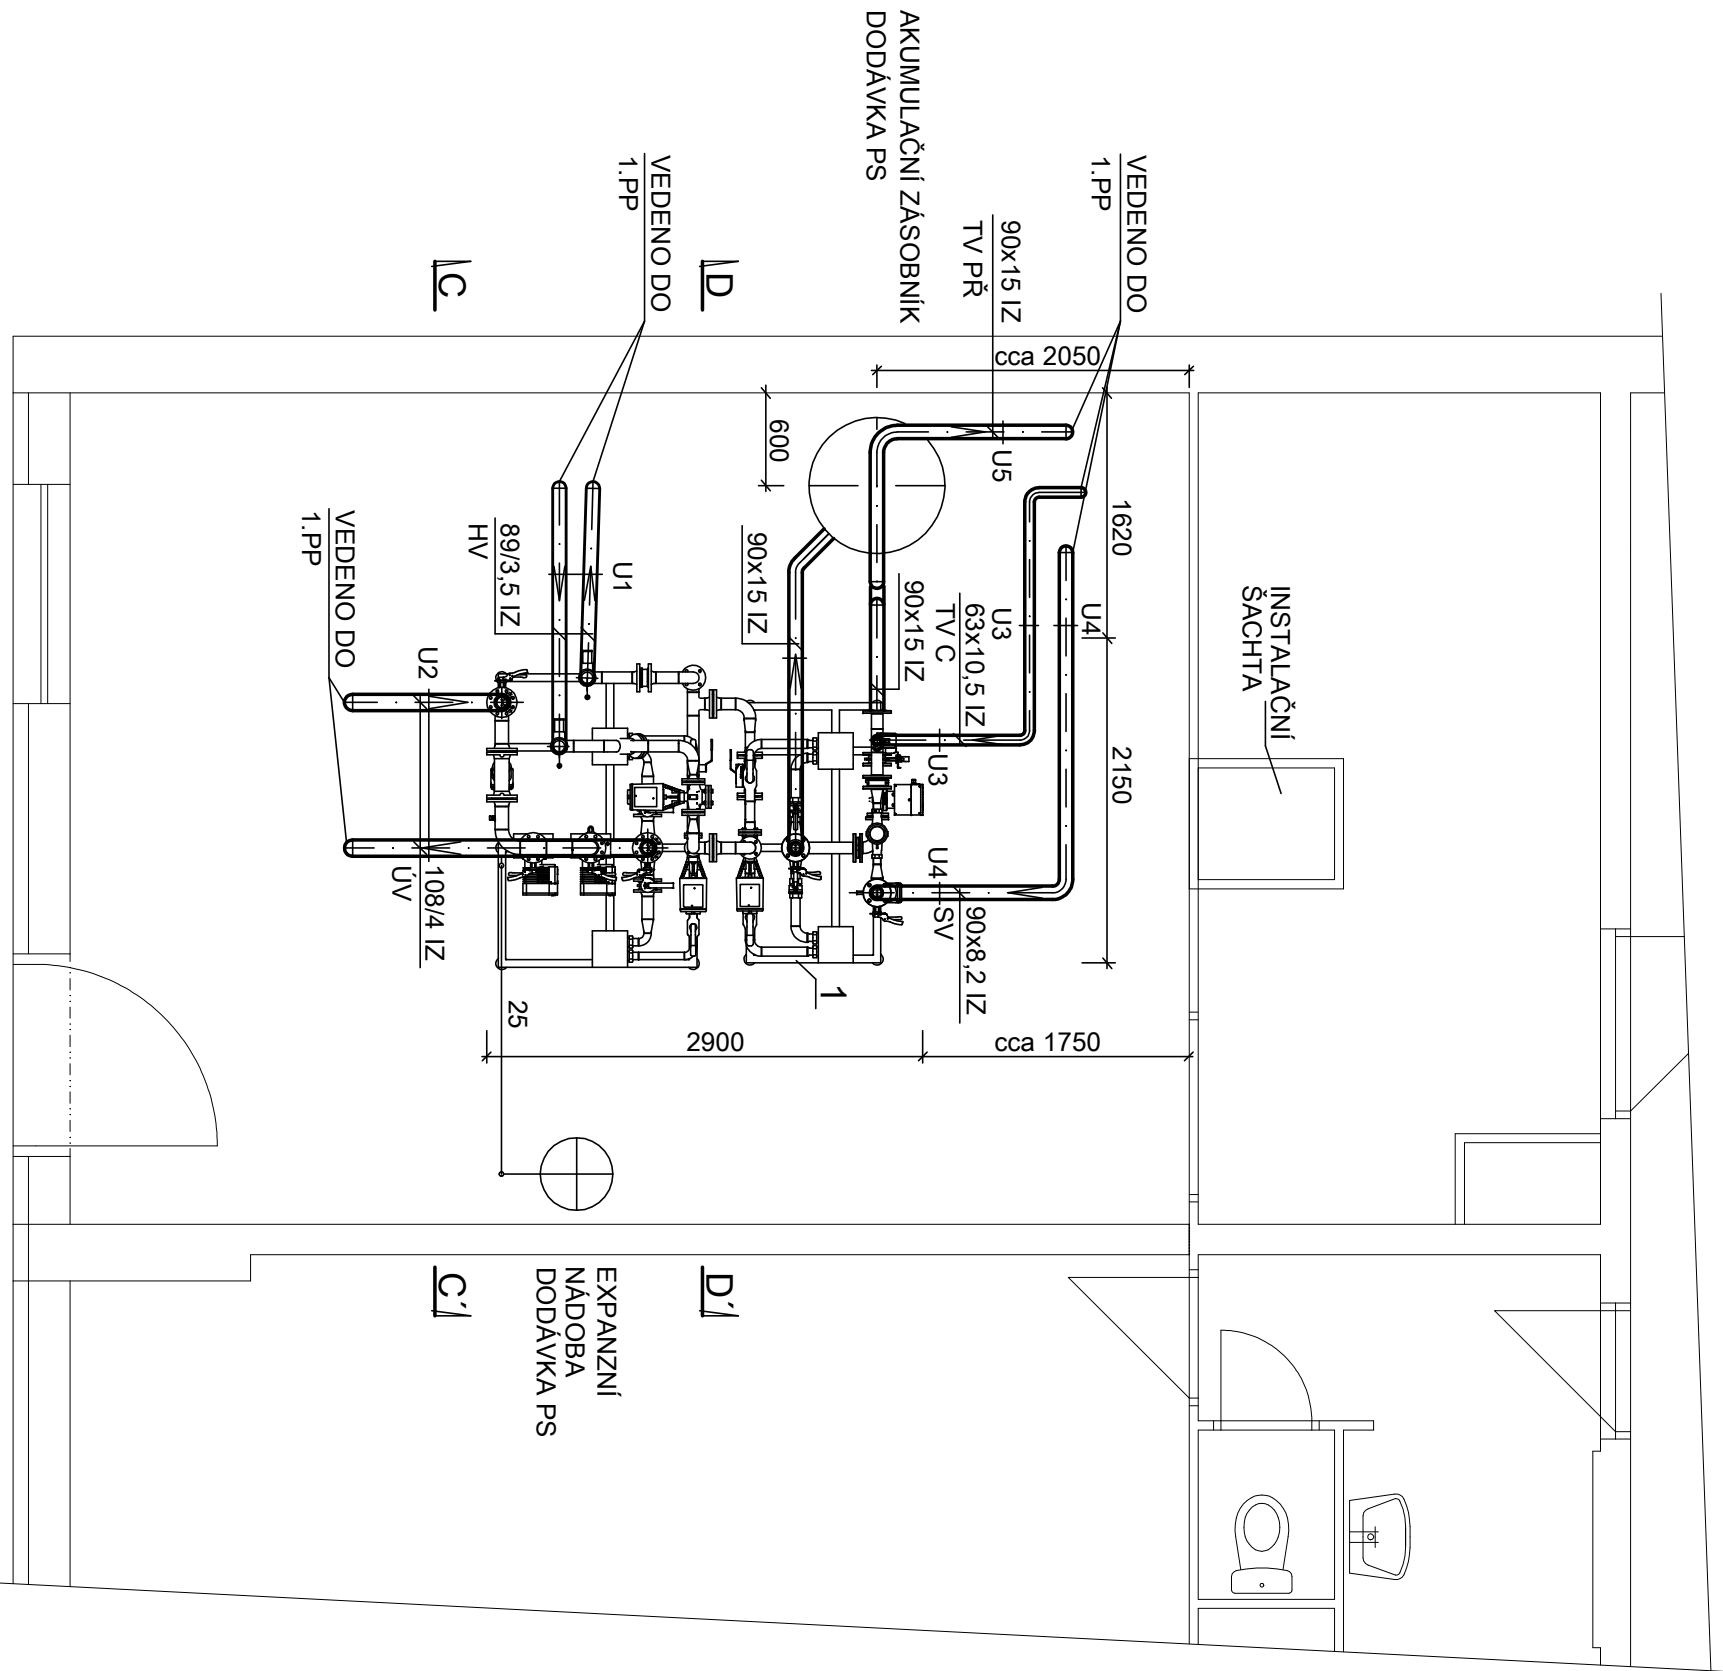 AKUMULAČNÍ ZÁSOBNÍK
DODÁVKA PS
VEDENO DO
1.PP
VEDENO DO
1.PP
90x15 IZ
TV PŘ
C
D
cca 2050
600
U5
1620
U4
U3
63x10,5 IZ
TV C
90x15 IZ
90x15 IZ
U1
89/3,5 IZ
HV
VEDENO DO
1.PP
U2
INSTALAČNÍ
ŠACHTA
2150
U3
U4
SV
90x8,2 IZ
108/4 IZ
ÚV
1
25
2900
cca 1750
C´
D´
EXPANZNÍ
NÁDOBA
DODÁVKA PS